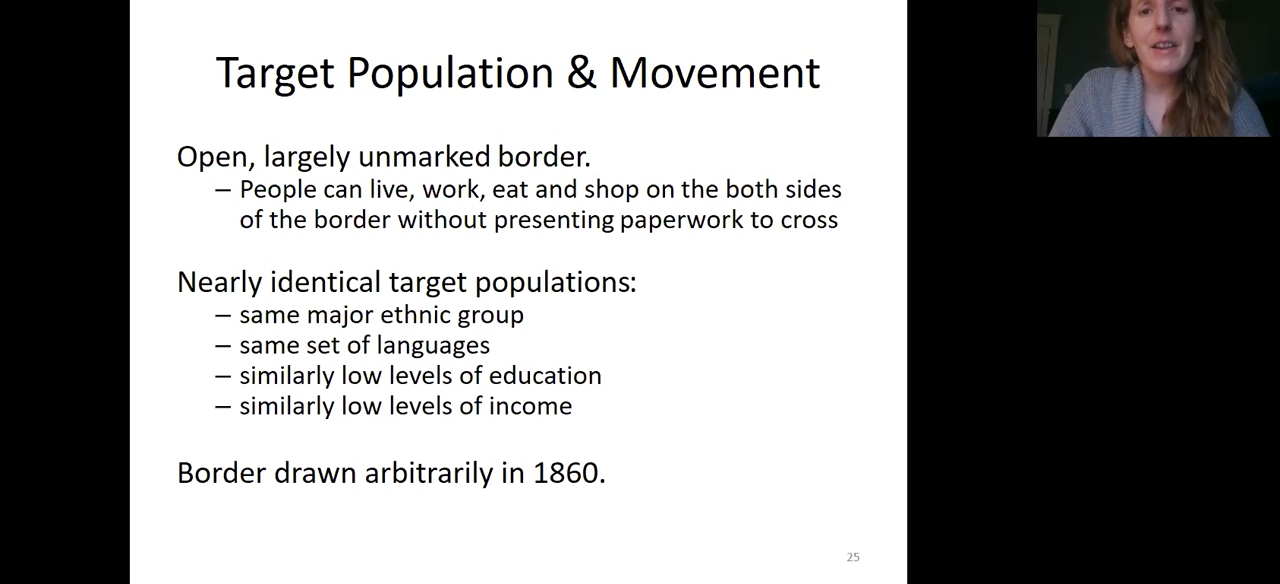 Target Population & Movement
Open, largely unmarked border.
– People can live, work, eat and shop on the both sides
of the border without presenting paperwork to cross
Nearly identical target populations:
– same major ethnic group
– same set of languages
– similarly low levels of education
– similarly low levels of income
Border drawn arbitrarily in 1860.
25